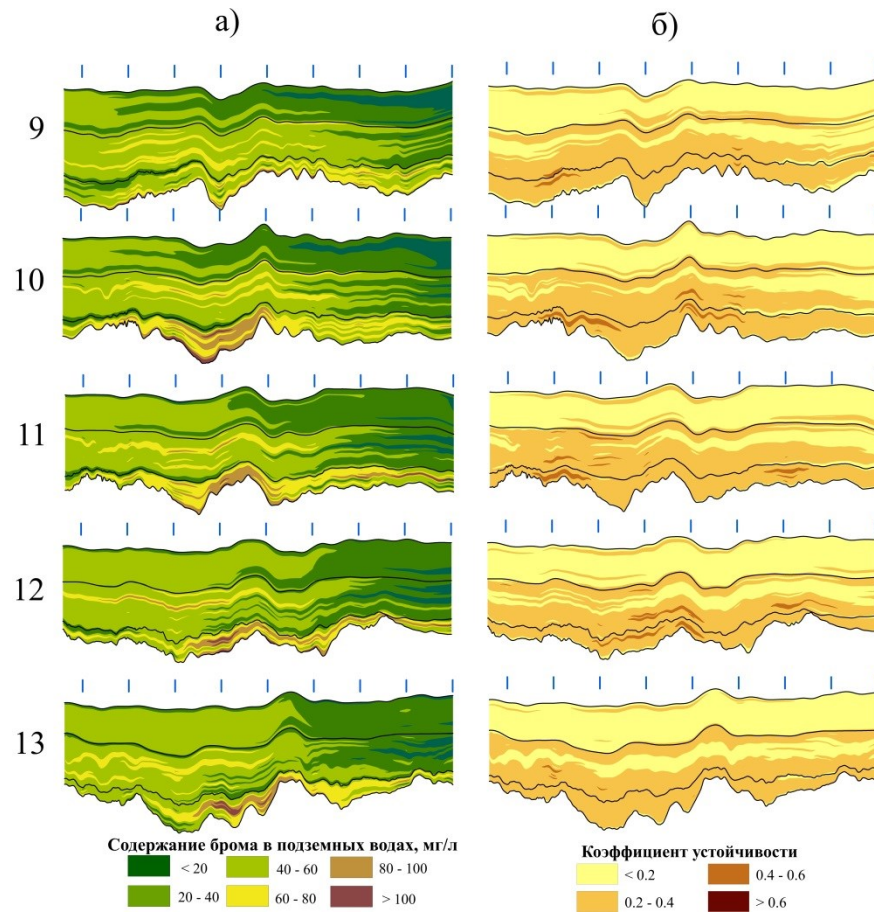 а)
б)
9
10
11
12
13
Содержание брома в подземных водах, мг/л
< 20
40 - 60
80 - 100
20 - 40
60 - 80
> 100
Коэффициент устойчивости
< 0.2
0.4 - 0.6
0.2 - 0.4
> 0.6